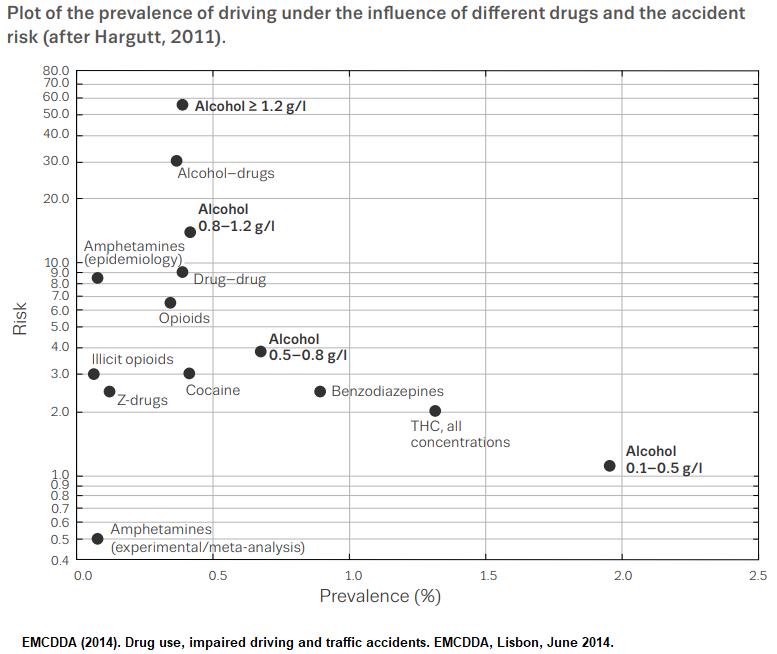 Plot of the prevalence of driving under the influence of different drugs and the accident
risk (after Hargutt, 2011).
80.0
70.0
60.0
50.0
40.0
30.0
20.0
10.0
9.0
8.0
7.0
6.0
5.0
4.0
3.0
2.0
1.0
0.9
0.8
0.7
0.6
0.5
0.4
Risk
Alcohol ≥ 1.2 g/l
Alcohol–drugs
Alcohol
0.8–1.2 g/l
Amphetamines
(epidemiology)
Drug–drug
Opioids
Alcohol
0.5–0.8 g/l
Illicit opioids
Z-drugs
Cocaine
Benzodiazepines
THC, all
concentrations
Alcohol
0.1–0.5 g/l
Amphetamines
(experimental/meta-analysis)
0.0 0.5 1.0 1.5 2.0 2.5
Prevalence (%)
EMCDDA (2014). Drug use, impaired driving and traffic accidents. EMCDDA, Lisbon, June 2014.